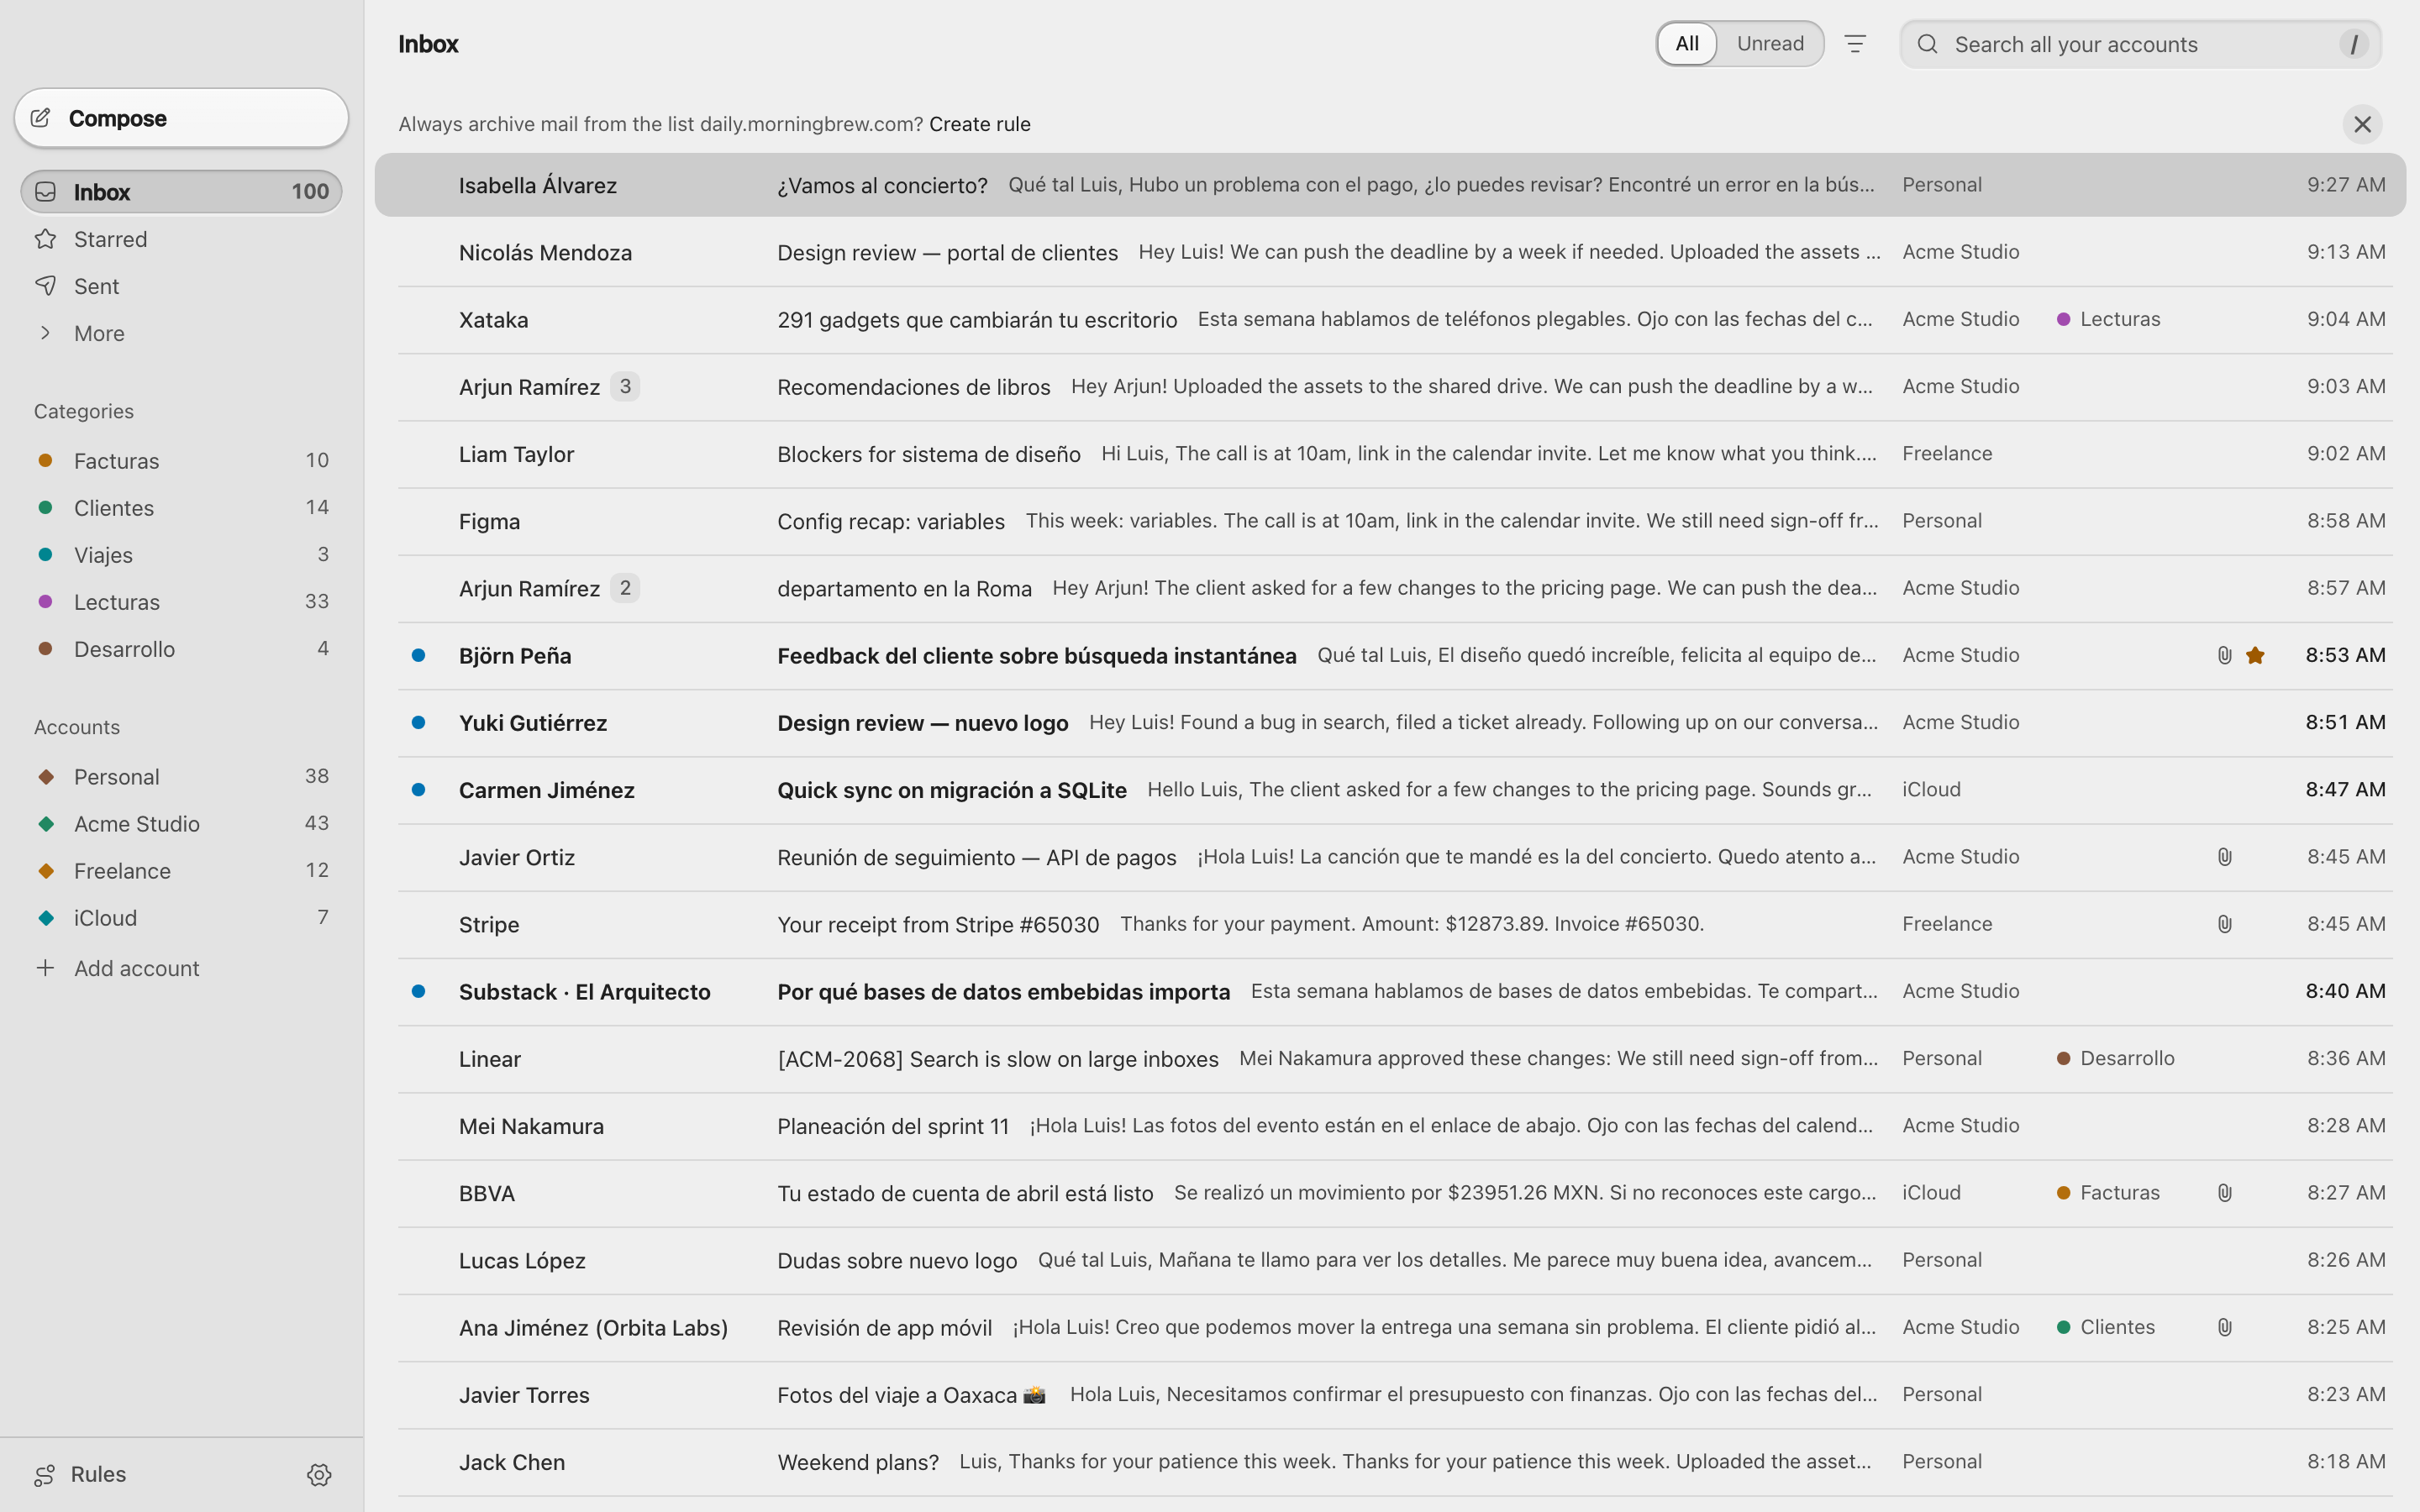 Inbox
All
Unread
Search all your accounts
/
Compose
Inbox 100
Starred
Sent
More
Categories
Facturas 10
Clientes 14
Viajes 3
Lecturas 33
Desarrollo 4
Accounts
Personal 38
Acme Studio 43
Freelance 12
iCloud 7
Add account
Rules
Always archive mail from the list daily.morningbrew.com? Create rule
Isabella Álvarez ¿Vamos al concierto? Qué tal Luis, Hubo un problema con el pago, ¿lo puedes revisar? Encontré un error en la bús... Personal 9:27 AM
Nicolás Mendoza Design review — portal de clientes Hey Luis! We can push the deadline by a week if needed. Uploaded the assets ... Acme Studio 9:13 AM
Xataka 291 gadgets que cambiarán tu escritorio Esta semana hablamos de teléfonos plegables. Ojo con las fechas del c... Acme Studio Lecturas 9:04 AM
Arjun Ramírez 3 Recomendaciones de libros Hey Arjun! Uploaded the assets to the shared drive. We can push the deadline by a w... Acme Studio 9:03 AM
Liam Taylor Blockers for sistema de diseño Hi Luis, The call is at 10am, link in the calendar invite. Let me know what you think.... Freelance 9:02 AM
Figma Config recap: variables This week: variables. The call is at 10am, link in the calendar invite. We still need sign-off fr... Personal 8:58 AM
Arjun Ramírez 2 departamento en la Roma Hey Arjun! The client asked for a few changes to the pricing page. We can push the dea... Acme Studio 8:57 AM
Björn Peña Feedback del cliente sobre búsqueda instantánea Qué tal Luis, El diseño quedó increíble, felicita al equipo de... Acme Studio 8:53 AM
Yuki Gutiérrez Design review — nuevo logo Hey Luis! Found a bug in search, filed a ticket already. Following up on our conversa... Acme Studio 8:51 AM
Carmen Jiménez Quick sync on migración a SQLite Hello Luis, The client asked for a few changes to the pricing page. Sounds gr... iCloud 8:47 AM
Javier Ortiz Reunión de seguimiento — API de pagos ¡Hola Luis! La canción que te mandé es la del concierto. Quedo atento a... Acme Studio 8:45 AM
Stripe Your receipt from Stripe #65030 Thanks for your payment. Amount: $12873.89. Invoice #65030. Freelance 8:45 AM
Substack · El Arquitecto Por qué bases de datos embebidas importa Esta semana hablamos de bases de datos embebidas. Te compart... Acme Studio 8:40 AM
Linear [ACM-2068] Search is slow on large inboxes Mei Nakamura approved these changes: We still need sign-off from... Personal Desarrollo 8:36 AM
Mei Nakamura Planeación del sprint 11 ¡Hola Luis! Las fotos del evento están en el enlace de abajo. Ojo con las fechas del calend... Acme Studio 8:28 AM
BBVA Tu estado de cuenta de abril está listo Se realizó un movimiento por $23951.26 MXN. Si no reconoces este cargo... iCloud Facturas 8:27 AM
Lucas López Dudas sobre nuevo logo Qué tal Luis, Mañana te llamo para ver los detalles. Me parece muy buena idea, avancem... Personal 8:26 AM
Ana Jiménez (Orbita Labs) Revisión de app móvil ¡Hola Luis! Creo que podemos mover la entrega una semana sin problema. El cliente pidió al... Acme Studio Clientes 8:25 AM
Javier Torres Fotos del viaje a Oaxaca 📸 Hola Luis, Necesitamos confirmar el presupuesto con finanzas. Ojo con las fechas del... Personal 8:23 AM
Jack Chen Weekend plans? Luis, Thanks for your patience this week. Thanks for your patience this week. Uploaded the asset... Personal 8:18 AM